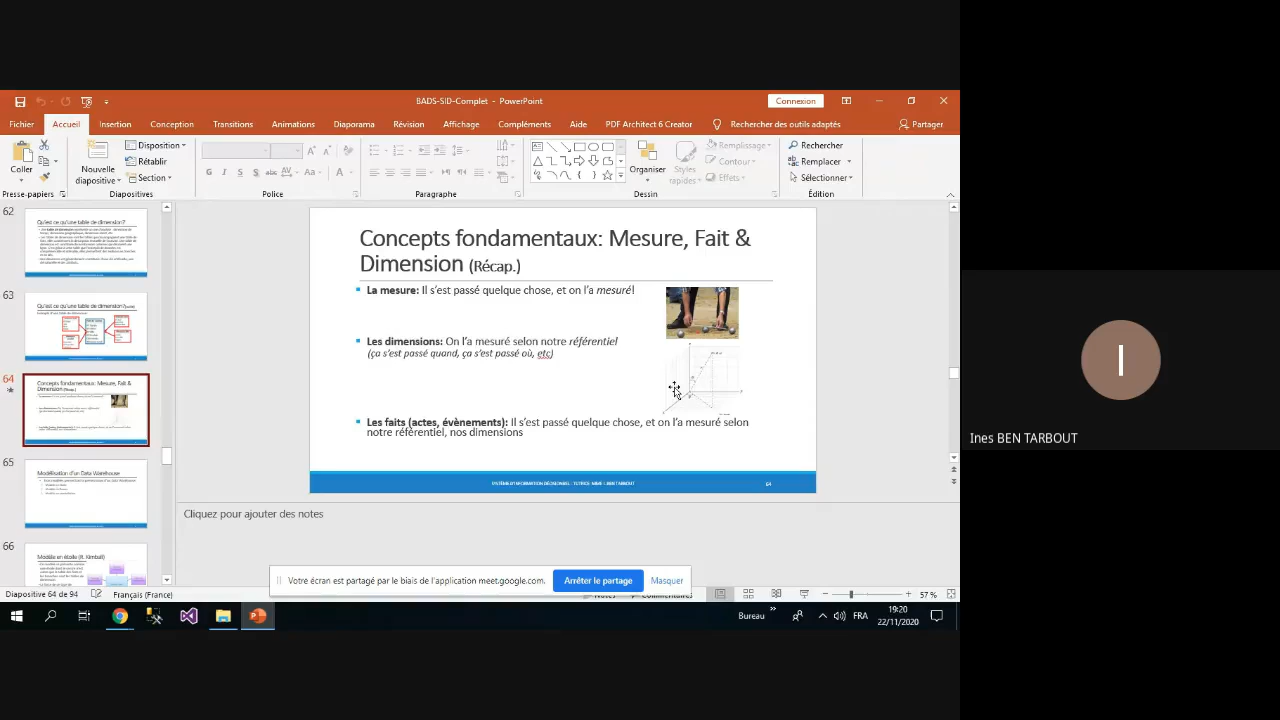 BADS-SID-Complet - PowerPoint
Connexion
Fichier Accueil Insertion Conception Transitions Animations Diaporama Révision Affichage Compléments Aide PDF Architect 6 Creator Rechercher des outils adaptés Partager
Coller
Nouvelle diapositive
Disposition
Rétablir
Section
G I S abc AV Aa A
Organiser
Styles rapides
Remplissage
Contour
Effets
Rechercher
Remplacer
Sélectionner
Presse-papiers Diapositives Police Paragraphe Dessin Édition
62
Qu'est ce qu'une table de dimension?
63
Qu'est ce qu'une table de dimension?
64
Concepts fondamentaux: Mesure, Fait &
Dimension (Récap.)
65
Modélisation d'un Data Warehouse
66
Modèle en étoile (R. Kimball)
Concepts fondamentaux: Mesure, Fait &
Dimension (Récap.)
La mesure: Il s'est passé quelque chose, et on l'a mesuré!
Les dimensions: On l'a mesuré selon notre référentiel
(ça s'est passé quand, ça s'est passé où, etc)
Les faits (actes, évènements): Il s'est passé quelque chose, et on l'a mesuré selon
notre référentiel, nos dimensions
64
Cliquez pour ajouter des notes
Votre écran est partagé par le biais de l'application meet.google.com. Arrêter le partage Masquer
Diapositive 64 de 94 Français (France) 57 %
Bureau FRA 19:20
22/11/2020
I
Ines BEN TARBOUT